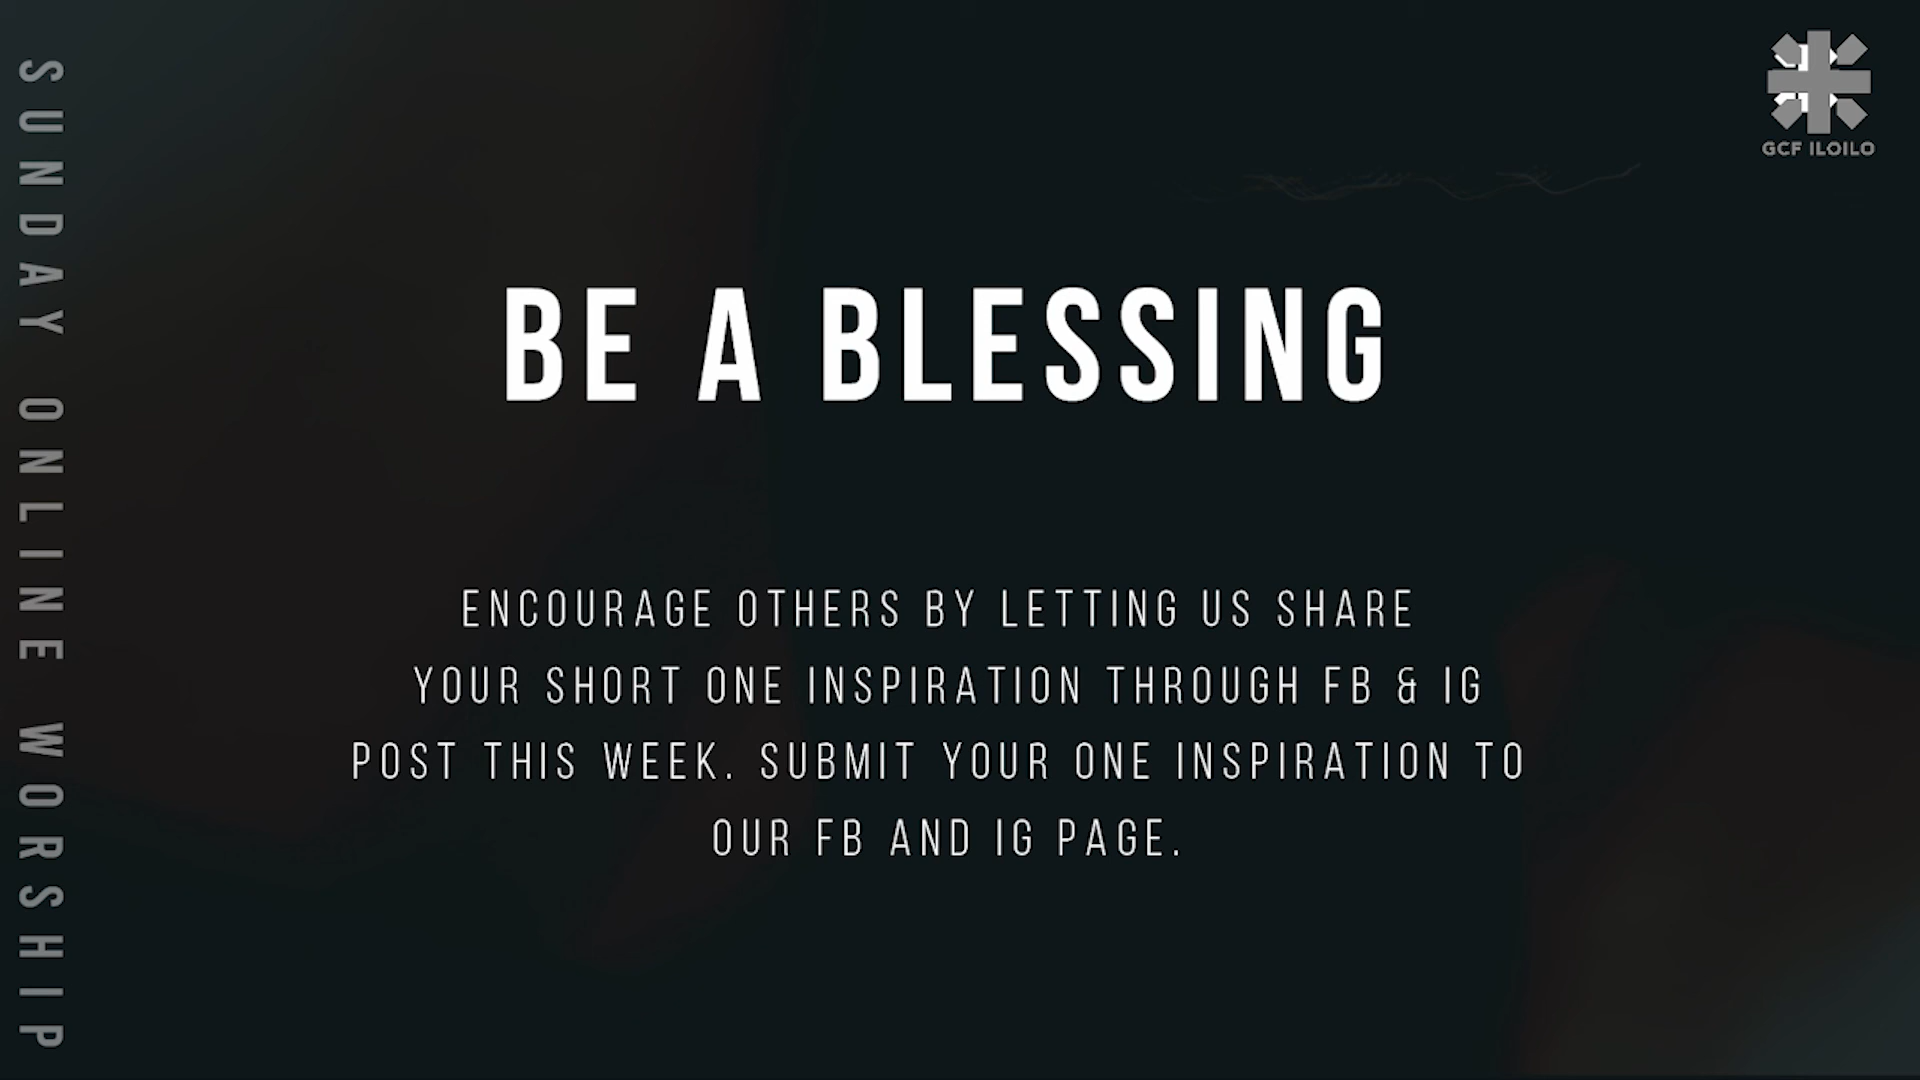 SUNDAY ONLINE WORSHIP
GCF ILOILO
BE A BLESSING
ENCOURAGE OTHERS BY LETTING US SHARE
YOUR SHORT ONE INSPIRATION THROUGH FB & IG
POST THIS WEEK. SUBMIT YOUR ONE INSPIRATION TO
OUR FB AND IG PAGE.